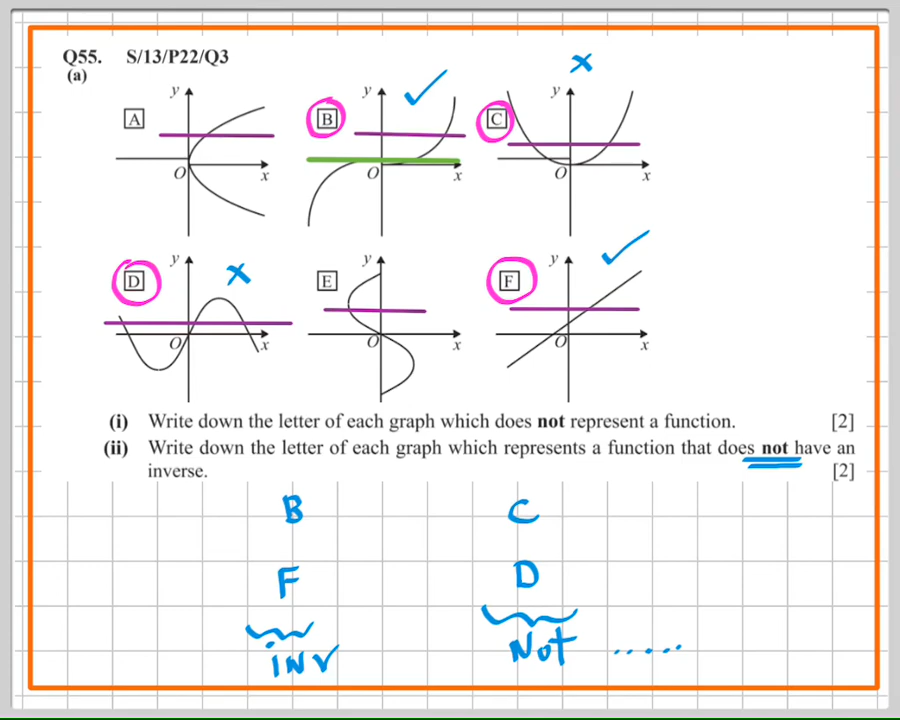 Q55. S/13/P22/Q3
(a)
A y O x
B y O x
C y O x
D y O x
E y O x
F y O x
(i) Write down the letter of each graph which does not represent a function. [2]
(ii) Write down the letter of each graph which represents a function that does not have an
inverse. [2]
B C
F D
inv Not ......